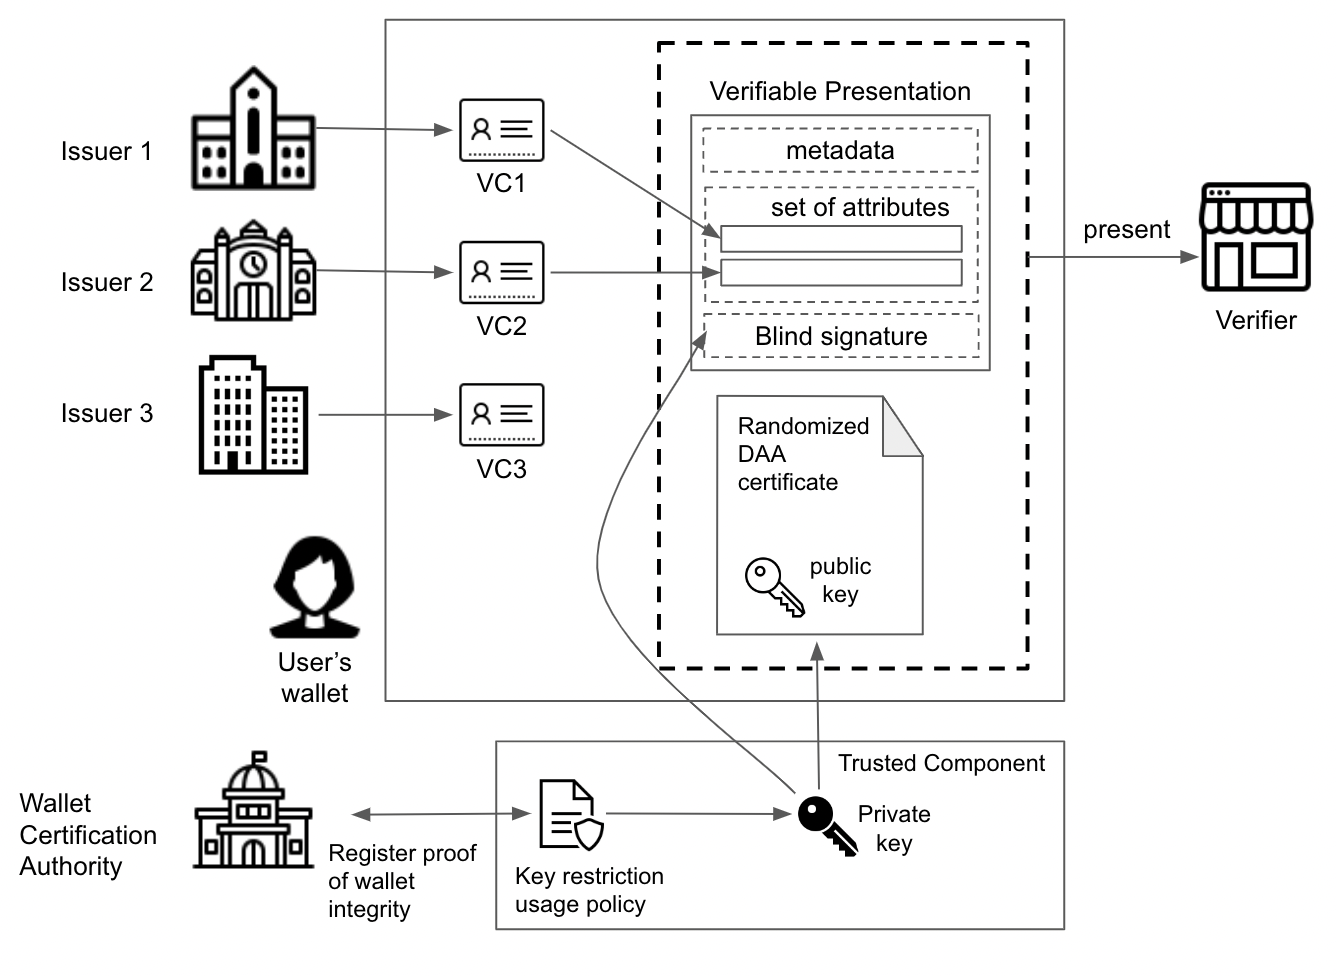 Issuer 1
Issuer 2
Issuer 3
VC1
VC2
VC3
Verifiable Presentation
metadata
set of attributes
Blind signature
present
Verifier
Randomized
DAA
certificate
public
key
User’s
wallet
Trusted Component
Wallet
Certification
Authority
Register proof
of wallet
integrity
Key restriction
usage policy
Private
key